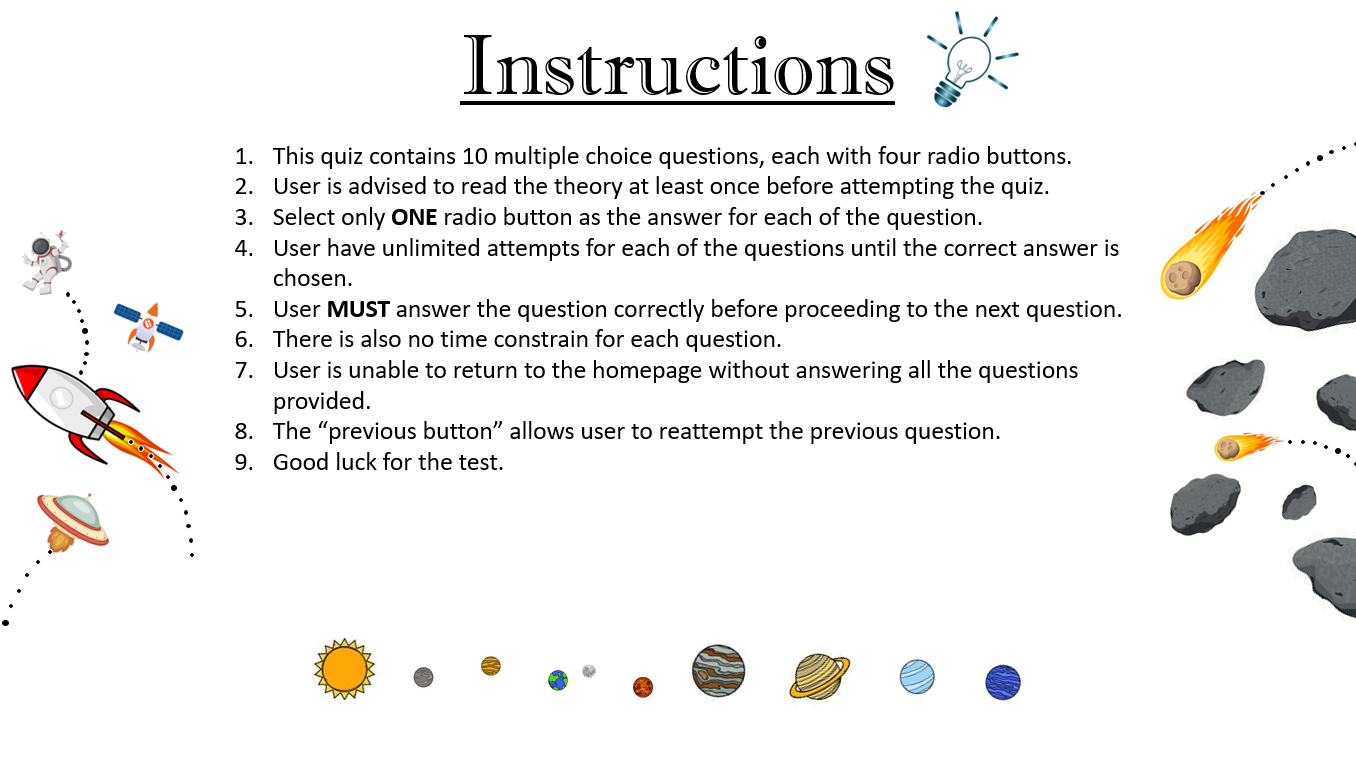 Instructions
1. This quiz contains 10 multiple choice questions, each with four radio buttons.
2. User is advised to read the theory at least once before attempting the quiz.
3. Select only ONE radio button as the answer for each of the question.
4. User have unlimited attempts for each of the questions until the correct answer is
chosen.
5. User MUST answer the question correctly before proceeding to the next question.
6. There is also no time constrain for each question.
7. User is unable to return to the homepage without answering all the questions
provided.
8. The “previous button” allows user to reattempt the previous question.
9. Good luck for the test.